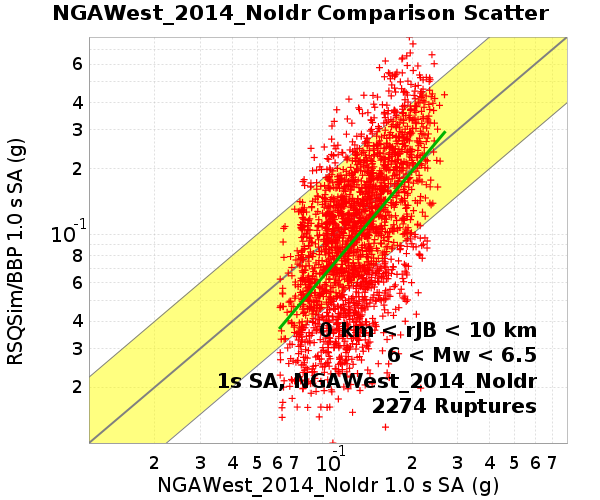 NGAWest_2014_NoIdr Comparison Scatter
RSQSim/BBP 1.0 s SA (g)
6
4
3
2
10-1
8
6
4
3
2
0 km < rJB < 10 km
6 < Mw < 6.5
1s SA, NGAWest_2014_NoIdr
2274 Ruptures
2 3 4 5 6 7 10-1 2 3 4 5 6 7
NGAWest_2014_NoIdr 1.0 s SA (g)